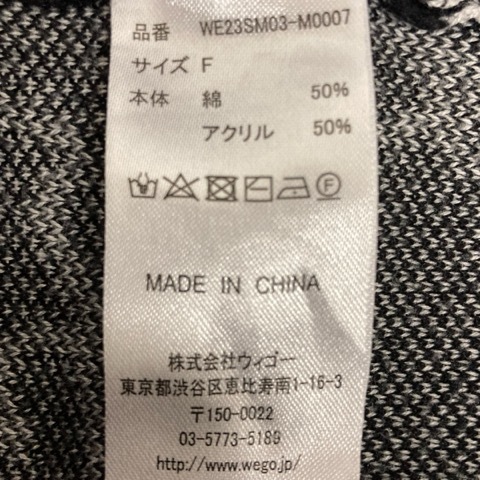 品番 WE23SM03-M0007
サイズ F
本体 綿 50%
アクリル 50%
F
MADE IN CHINA
株式会社ウィゴー
東京都渋谷区恵比寿南1-16-3
〒150-0022
03-5773-5189
http://www.wego.jp/